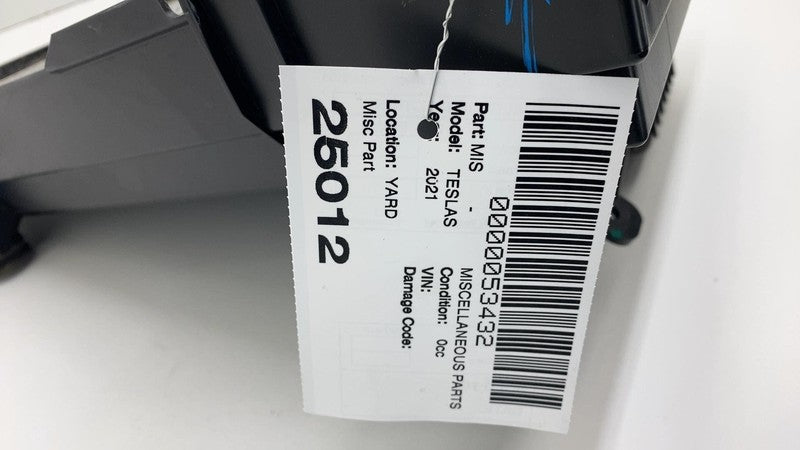 0000053432
Part: MIS - MISCELLANEOUS PARTS
Model: TESLAS Condition: 0cc
Year: 2021 VIN:
Damage Code:
Location: YARD
Misc Part
25012